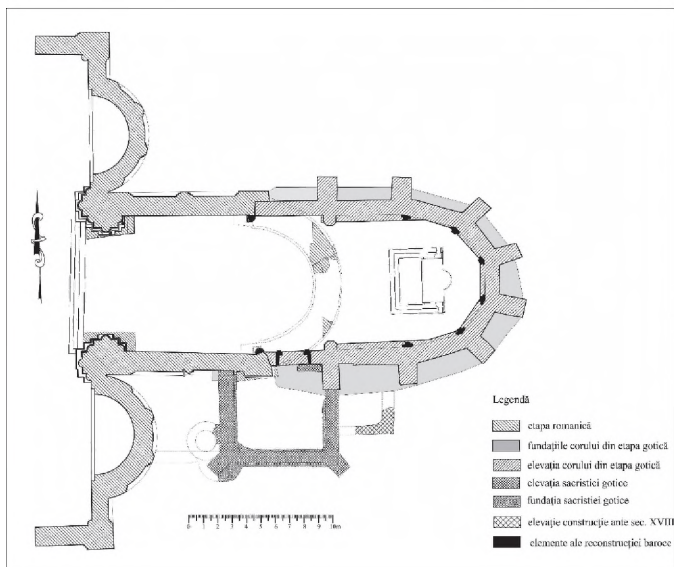 Legendă
etapa romanică
fundațiile corului din etapa gotică
elevația corului din etapa gotică
elevația sacristiei gotice
fundația sacristiei gotice
elevație construcție ante sec. XVIII
elemente ale reconstrucției baroce
0 1 2 3 4 5 6 7 8 9 10m